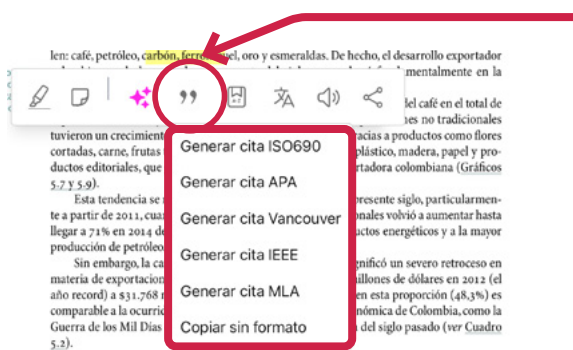 len: café, petróleo, carbón, ferroníquel, oro y esmeraldas. De hecho, el desarrollo exportador
mentalmente en la
del café en el total de
nes no tradicionales
tuvieron un crecimiento gracias a productos como flores
cortadas, carne, frutas plástico, madera, papel y pro-
ductos editoriales, que rtadora colombiana (Gráficos
5.7 y 5.9).
Esta tendencia se presente siglo, particularmen-
te a partir de 2011, cuan onales volvió a aumentar hasta
llegar a 71% en 2014 de uctos energéticos y a la mayor
producción de petróleo
Sin embargo, la ca gnificó un severo retroceso en
materia de exportacion illones de dólares en 2012 (el
año record) a $31.768 m en esta proporción (48,3%) es
comparable a la ocurrid nómica de Colombia, como la
Guerra de los Mil Días del siglo pasado (ver Cuadro
5.2).
Generar cita ISO690
Generar cita APA
Generar cita Vancouver
Generar cita IEEE
Generar cita MLA
Copiar sin formato